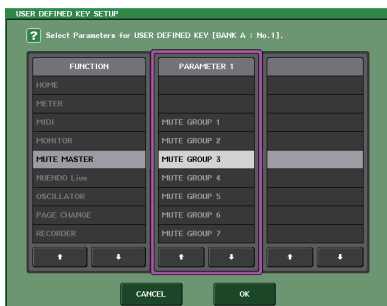 USER DEFINED KEY SETUP
? Select Parameters for USER DEFINED KEY [BANK A : No.1].
FUNCTION
HOME
METER
MIDI
MONITOR
MUTE MASTER
NUENDO Live
OSCILLATOR
PAGE CHANGE
RECORDER
PARAMETER 1
MUTE GROUP 1
MUTE GROUP 2
MUTE GROUP 3
MUTE GROUP 4
MUTE GROUP 5
MUTE GROUP 6
MUTE GROUP 7
CANCEL
OK